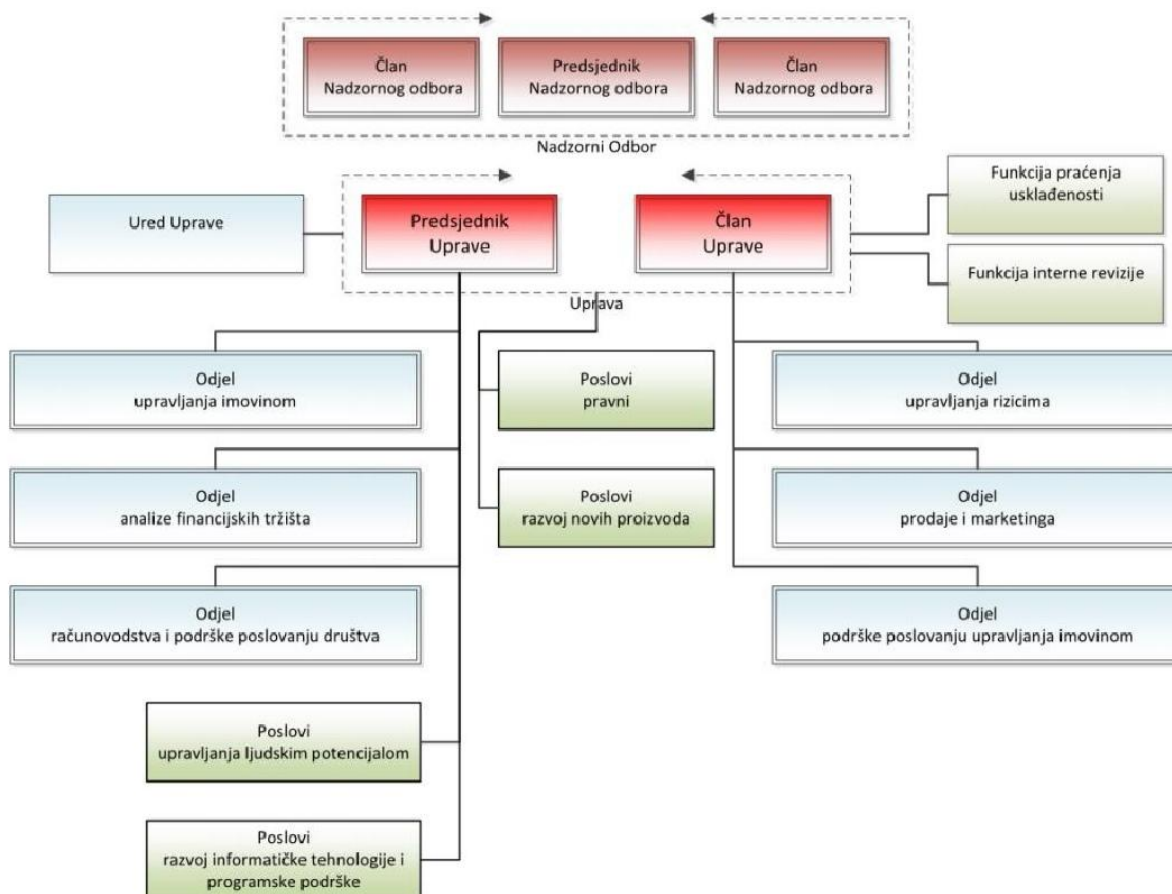 Član
Nadzornog odbora
Predsjednik
Nadzornog odbora
Član
Nadzornog odbora
Nadzorni Odbor
Funkcija praćenja
usklađenosti
Ured Uprave
Predsjednik
Uprave
Član
Uprave
Funkcija interne revizije
Uprava
Odjel
upravljanja imovinom
Poslovi
pravni
Odjel
upravljanja rizicima
Odjel
analize financijskih tržišta
Poslovi
razvoj novih proizvoda
Odjel
prodaje i marketinga
Odjel
računovodstva i podrške poslovanju društva
Odjel
podrške poslovanju upravljanja imovinom
Poslovi
upravljanja ljudskim potencijalom
Poslovi
razvoj informatičke tehnologije i
programske podrške